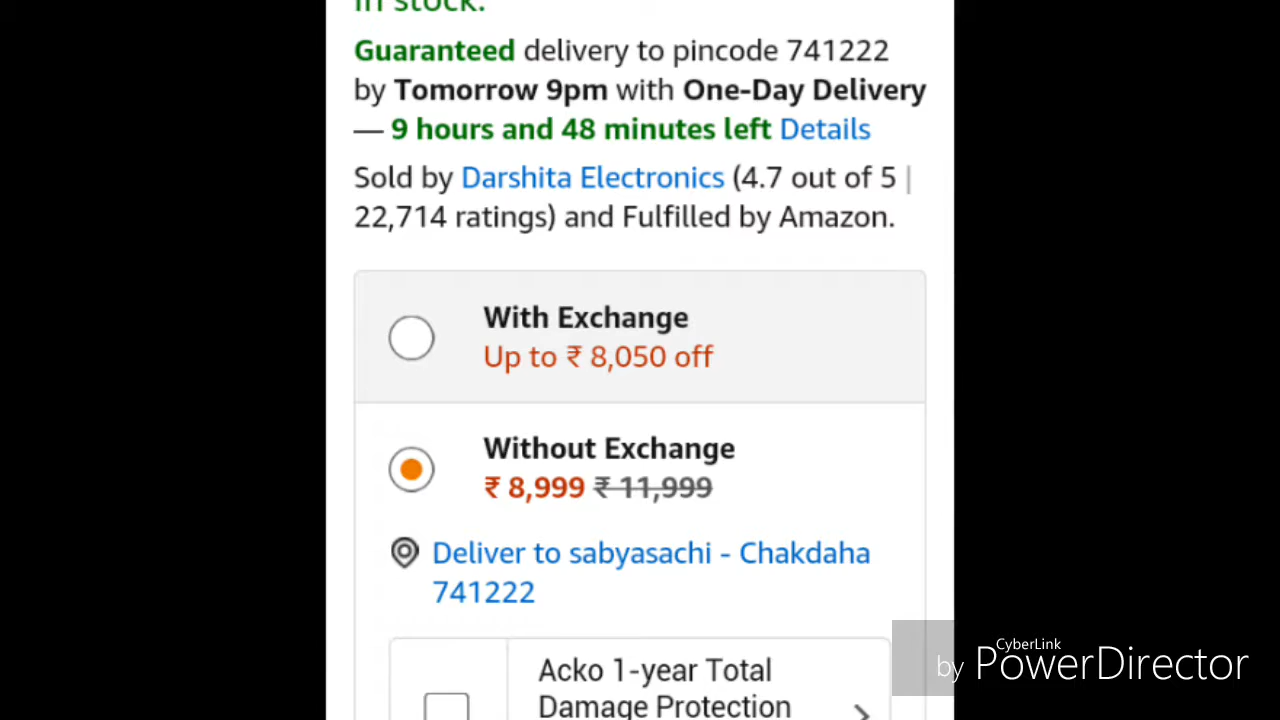 in stock.
Guaranteed delivery to pincode 741222
by Tomorrow 9pm with One-Day Delivery
— 9 hours and 48 minutes left Details
Sold by Darshita Electronics (4.7 out of 5 |
22,714 ratings) and Fulfilled by Amazon.
With Exchange
Up to ₹ 8,050 off
Without Exchange
₹ 8,999 ₹ 11,999
Deliver to sabyasachi - Chakdaha
741222
Acko 1-year Total
Damage Protection
CyberLink
by PowerDirector